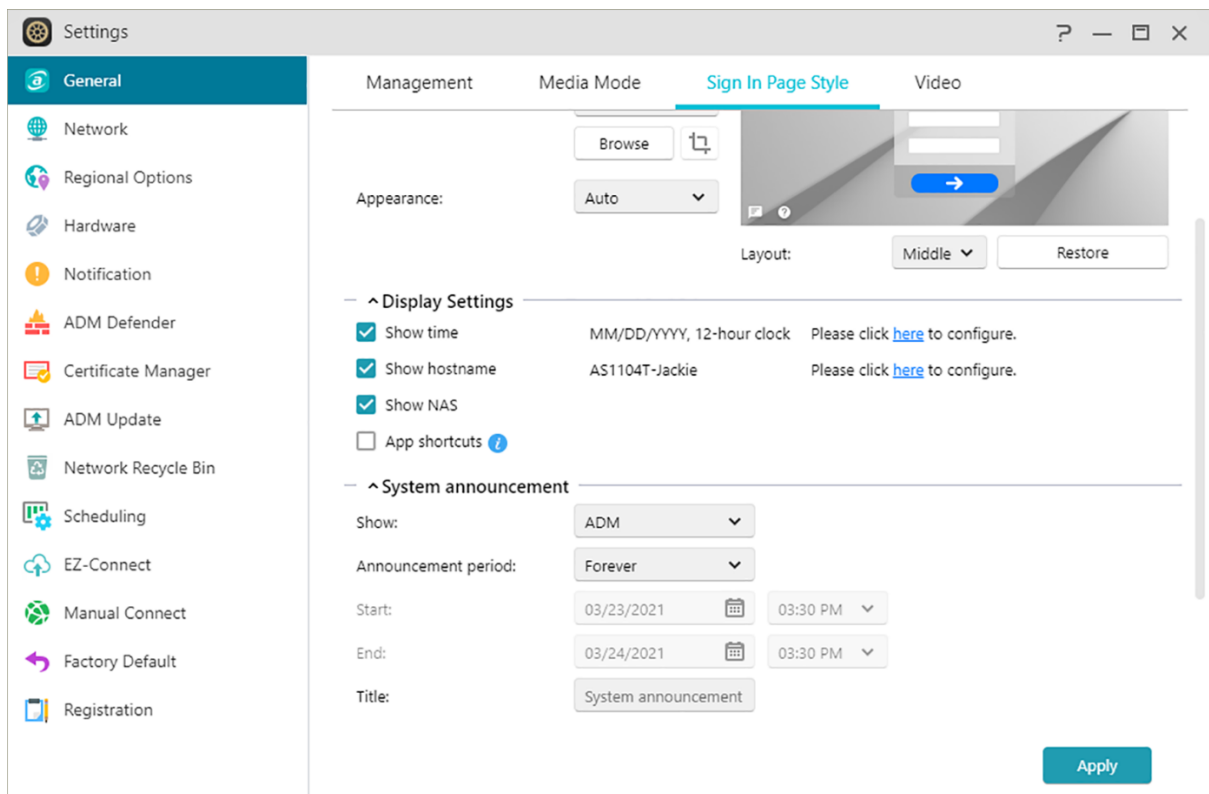 Settings
General
Network
Regional Options
Hardware
Notification
ADM Defender
Certificate Manager
ADM Update
Network Recycle Bin
Scheduling
EZ-Connect
Manual Connect
Factory Default
Registration
Management Media Mode Sign In Page Style Video
Browse
Appearance: Auto
Layout: Middle Restore
Display Settings
Show time MM/DD/YYYY, 12-hour clock Please click here to configure.
Show hostname AS1104T-Jackie Please click here to configure.
Show NAS
App shortcuts
System announcement
Show: ADM
Announcement period: Forever
Start: 03/23/2021 03:30 PM
End: 03/24/2021 03:30 PM
Title: System announcement
Apply